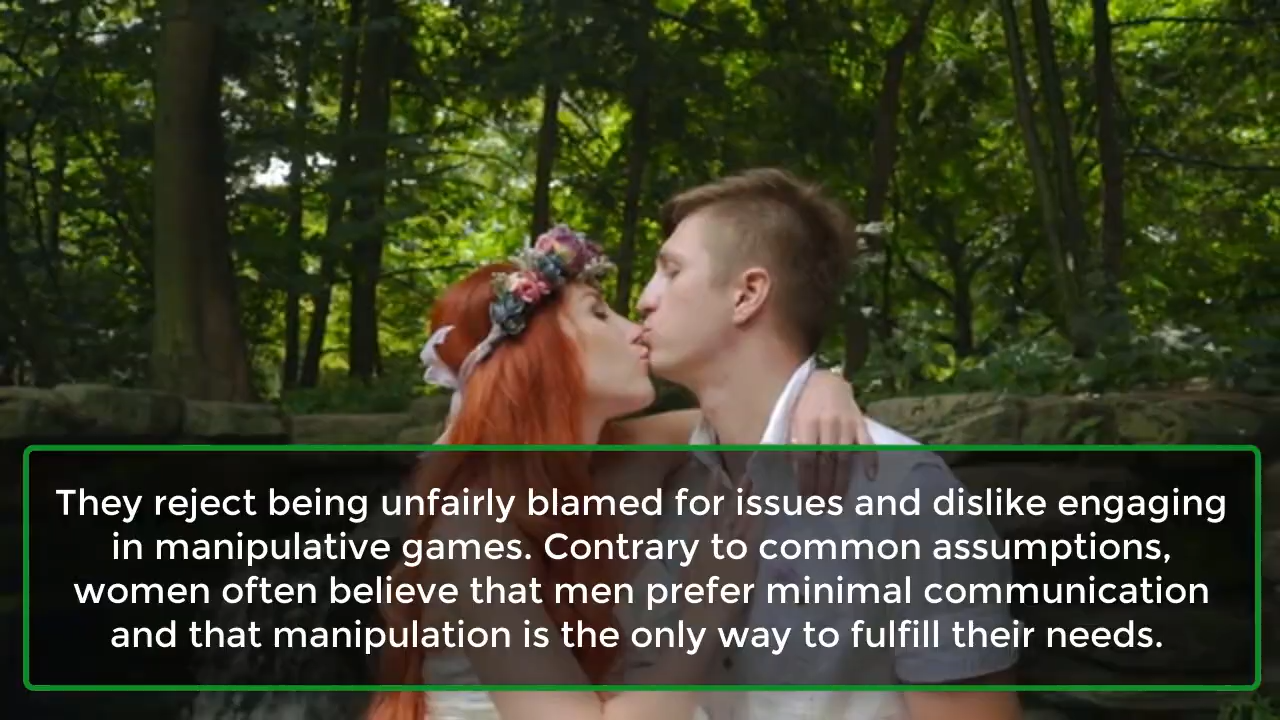 They reject being unfairly blamed for issues and dislike engaging
in manipulative games. Contrary to common assumptions,
women often believe that men prefer minimal communication
and that manipulation is the only way to fulfill their needs.